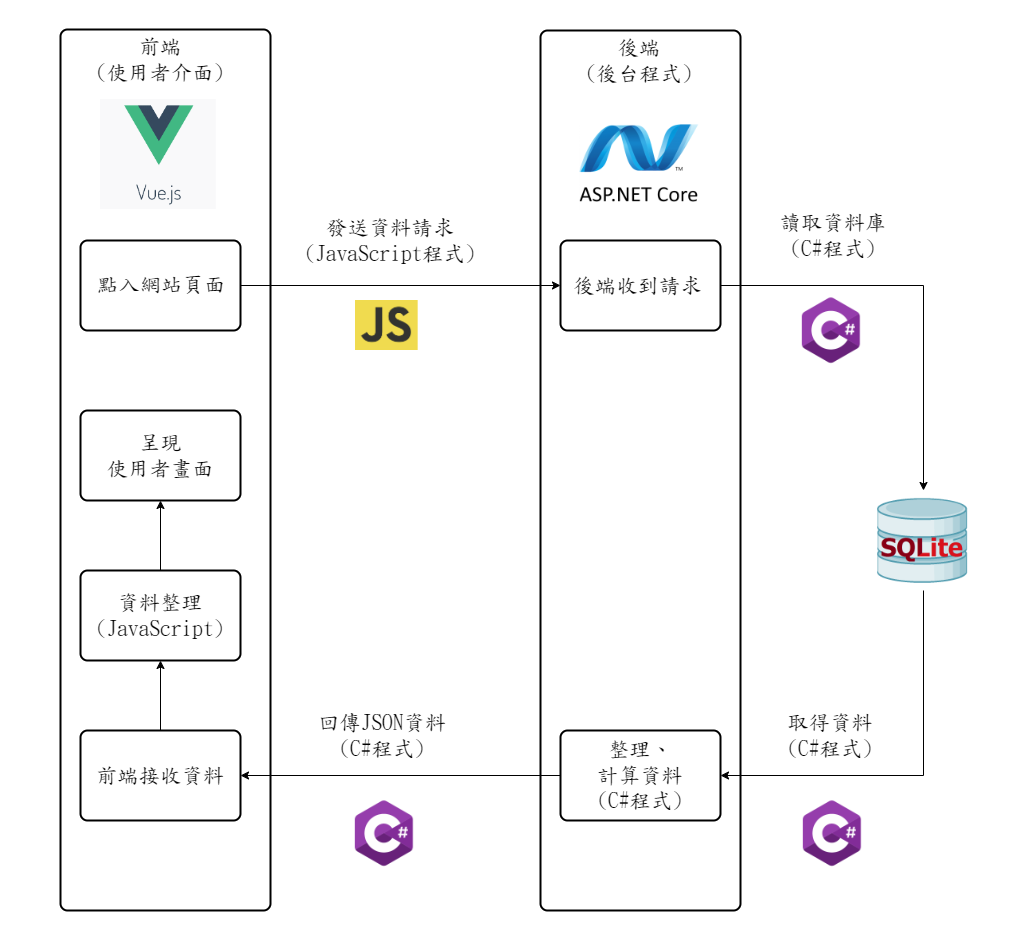 前端
(使用者介面)
Vue.js
後端
(後台程式)
ASP.NET Core
TM
點入網站頁面
發送資料請求
(JavaScript程式)
JS
後端收到請求
讀取資料庫
(C#程式)
C#
呈現
使用者畫面
SQLite
資料整理
(JavaScript)
前端接收資料
回傳JSON資料
(C#程式)
C#
整理、
計算資料
(C#程式)
取得資料
(C#程式)
C#